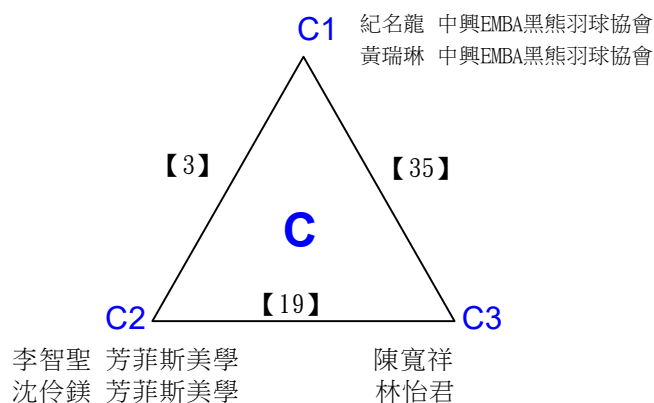 C1
紀名龍 中興EMBA黑熊羽球協會
黃瑞琳 中興EMBA黑熊羽球協會
【3】
【35】
C
【19】
C2
C3
李智聖 芳菲斯美學
陳寬祥
沈伶鎂 芳菲斯美學
林怡君